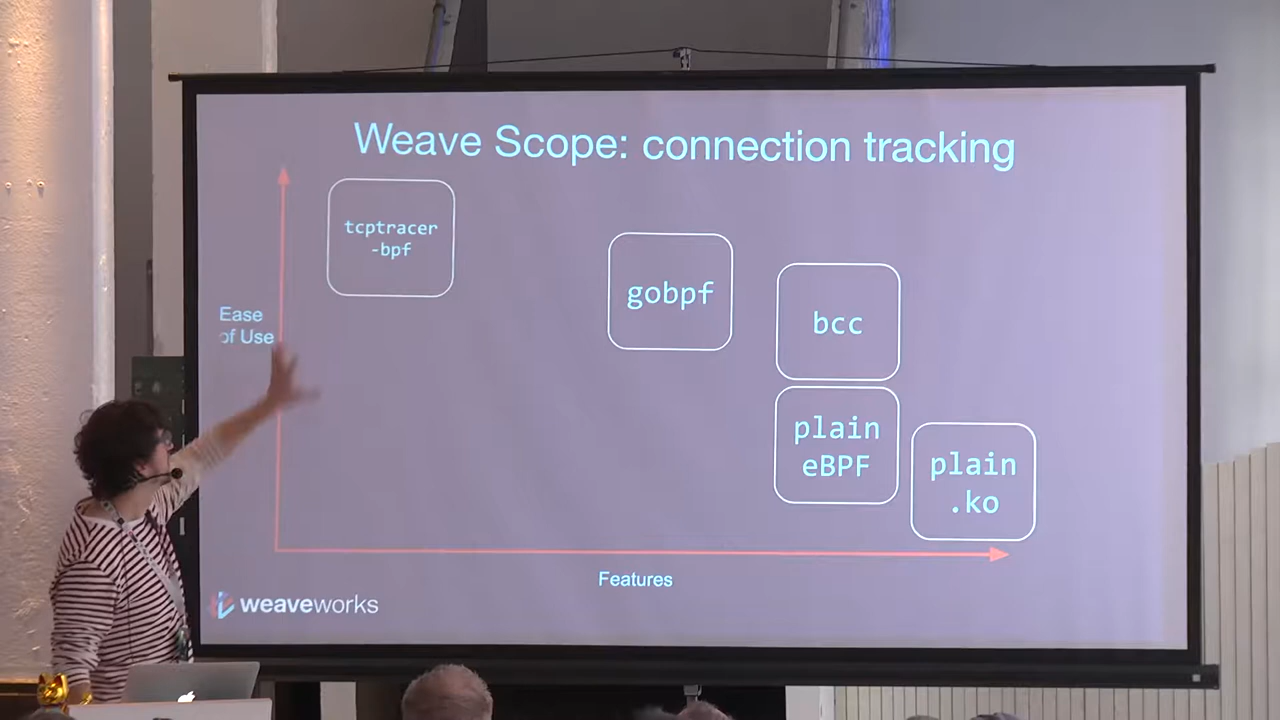 Weave Scope: connection tracking
tcptracer
-bpf
gobpf
bcc
Ease
of Use
plain
eBPF
plain
.ko
Features
weaveworks